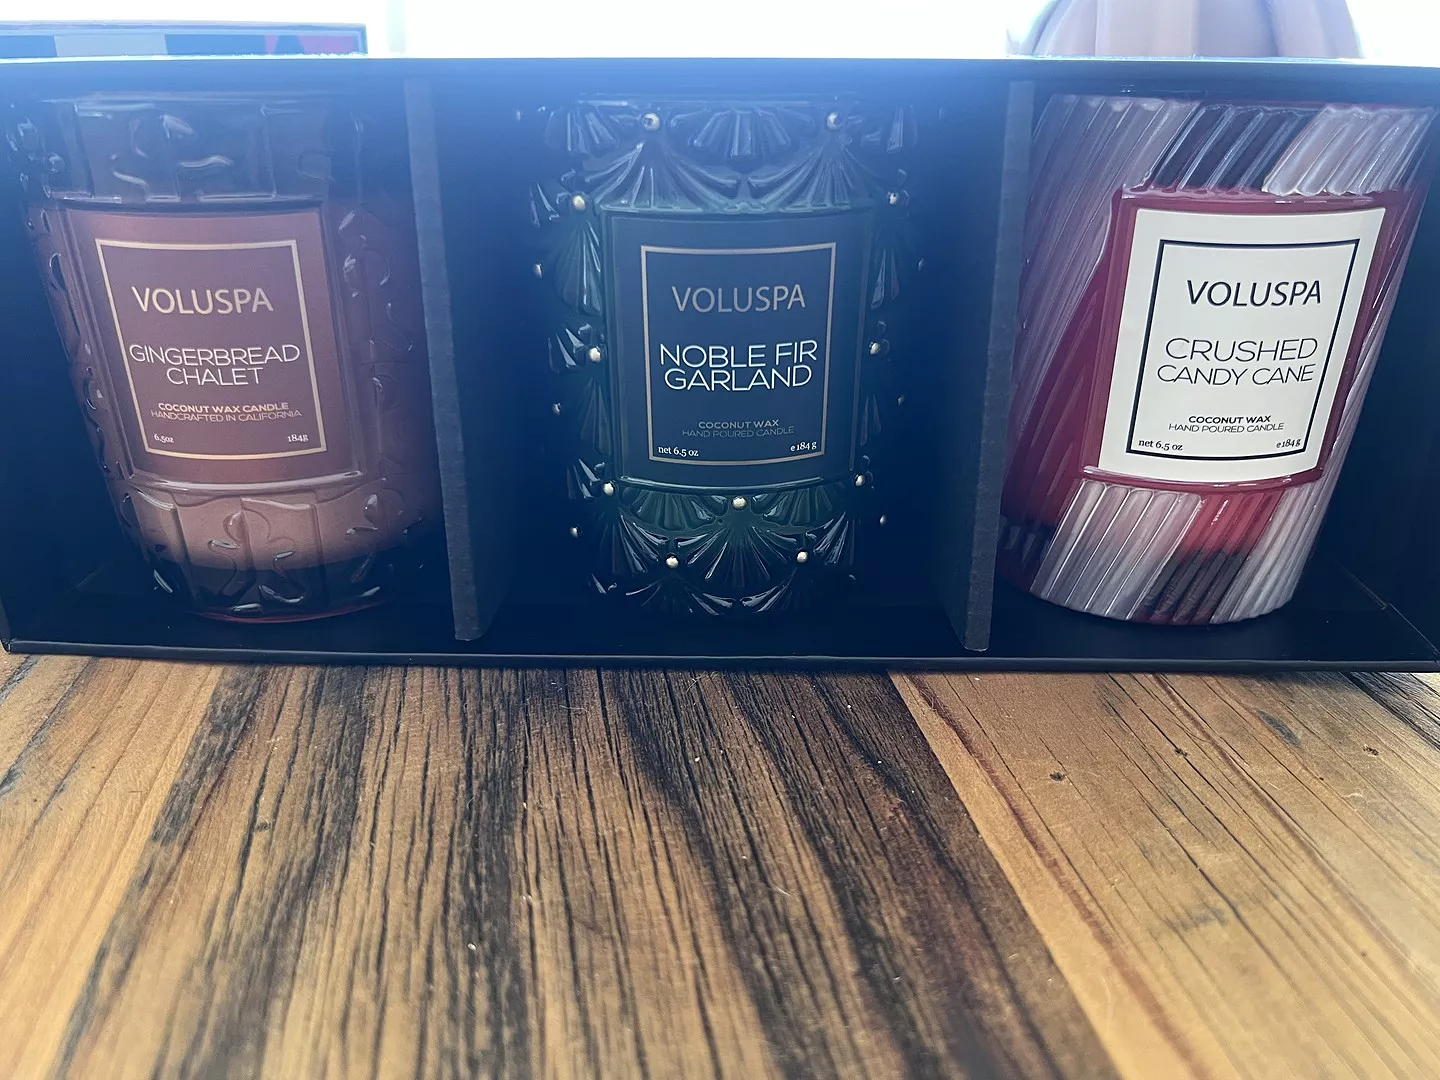 VOLUSPA
GINGERBREAD
CHALET
COCONUT WAX CANDLE
HANDCRAFTED IN CALIFORNIA
6.5oz 184g
VOLUSPA
NOBLE FIR
GARLAND
COCONUT WAX
HAND POURED CANDLE
net 6.5 oz e 184 g
VOLUSPA
CRUSHED
CANDY CANE
COCONUT WAX
HAND POURED CANDLE
net 6.5 oz e 184 g